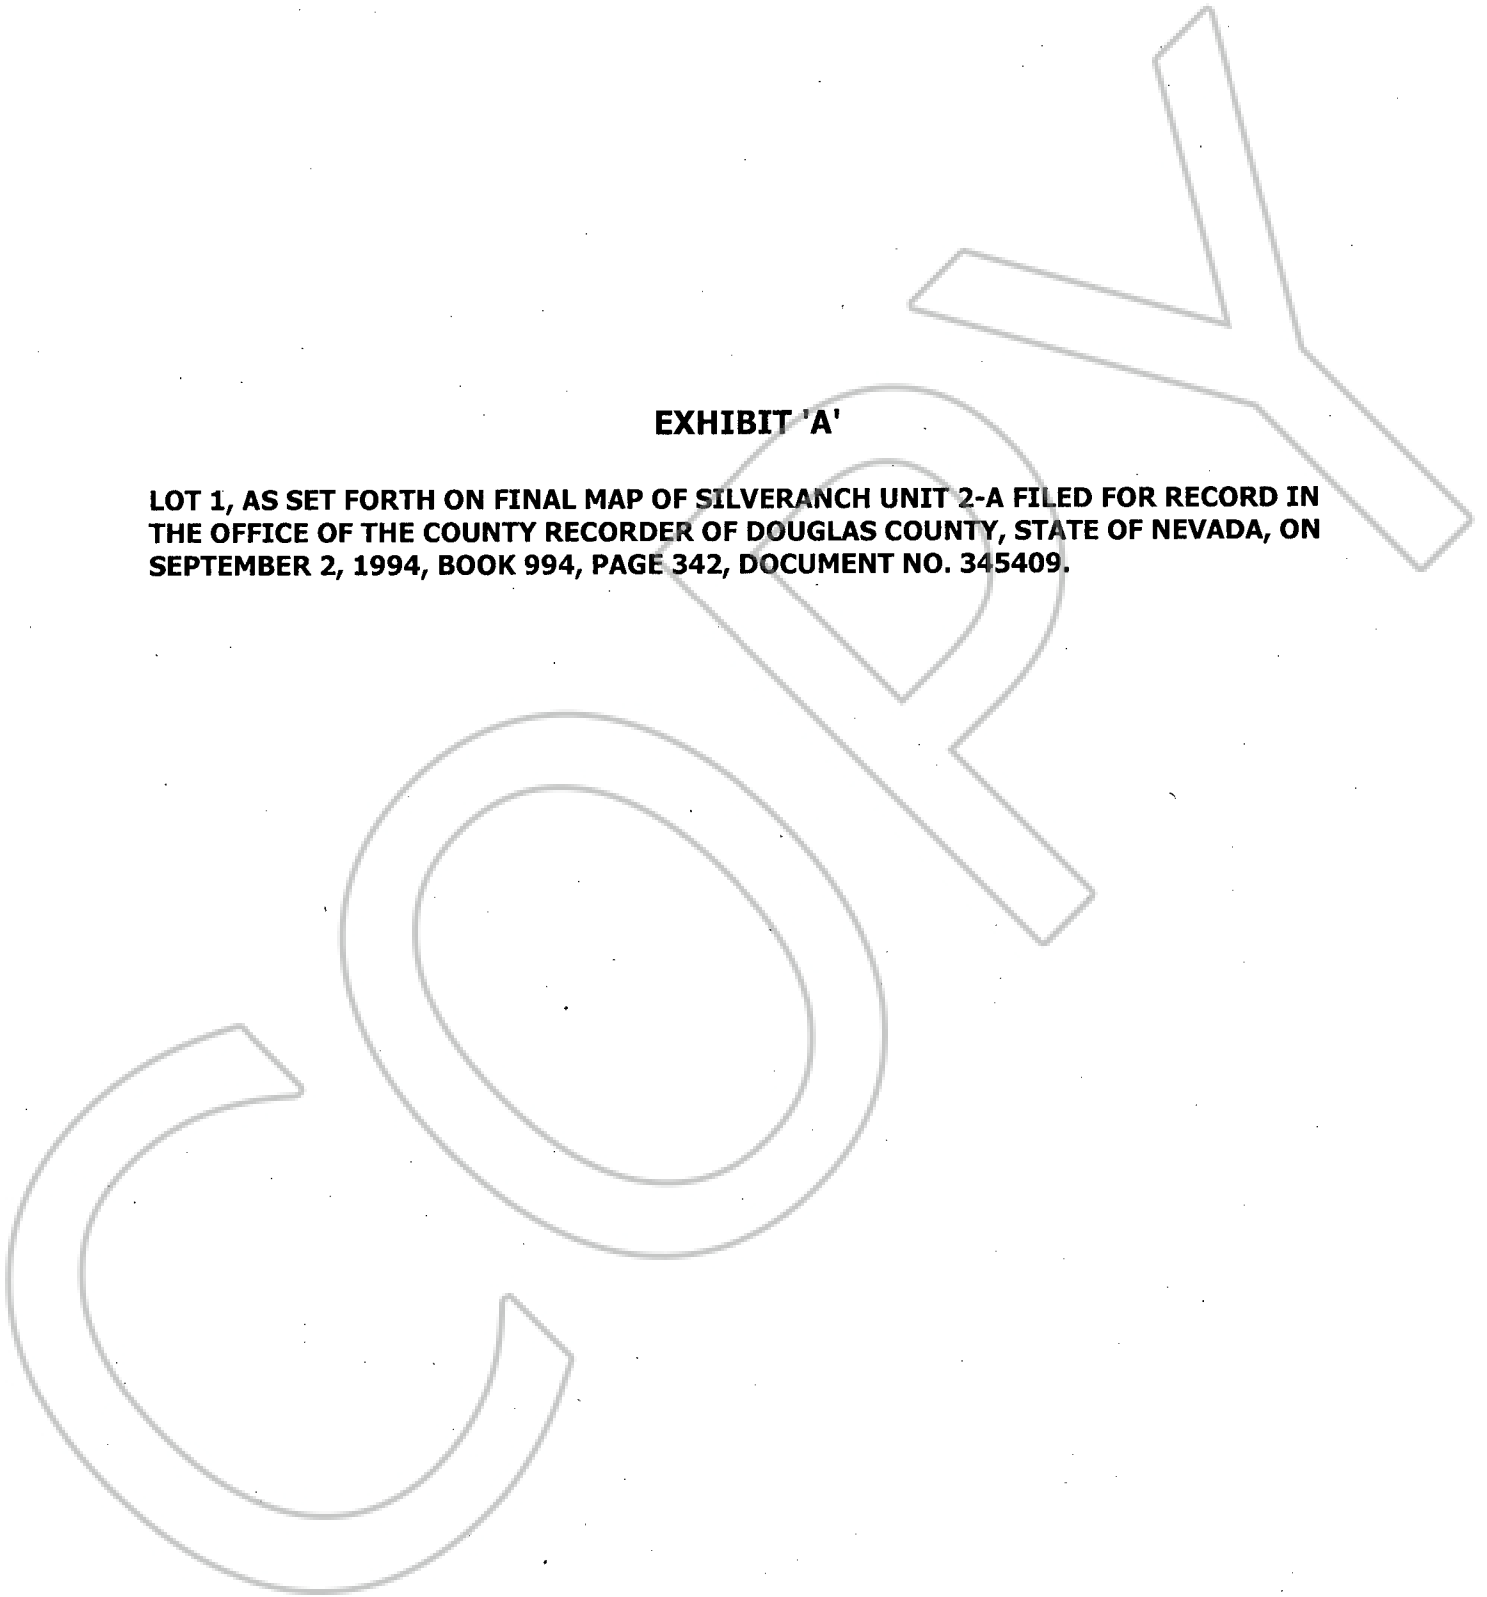 EXHIBIT 'A'
LOT 1, AS SET FORTH ON FINAL MAP OF SILVERANCH UNIT 2-A FILED FOR RECORD IN
THE OFFICE OF THE COUNTY RECORDER OF DOUGLAS COUNTY, STATE OF NEVADA, ON
SEPTEMBER 2, 1994, BOOK 994, PAGE 342, DOCUMENT NO. 345409.
COPY